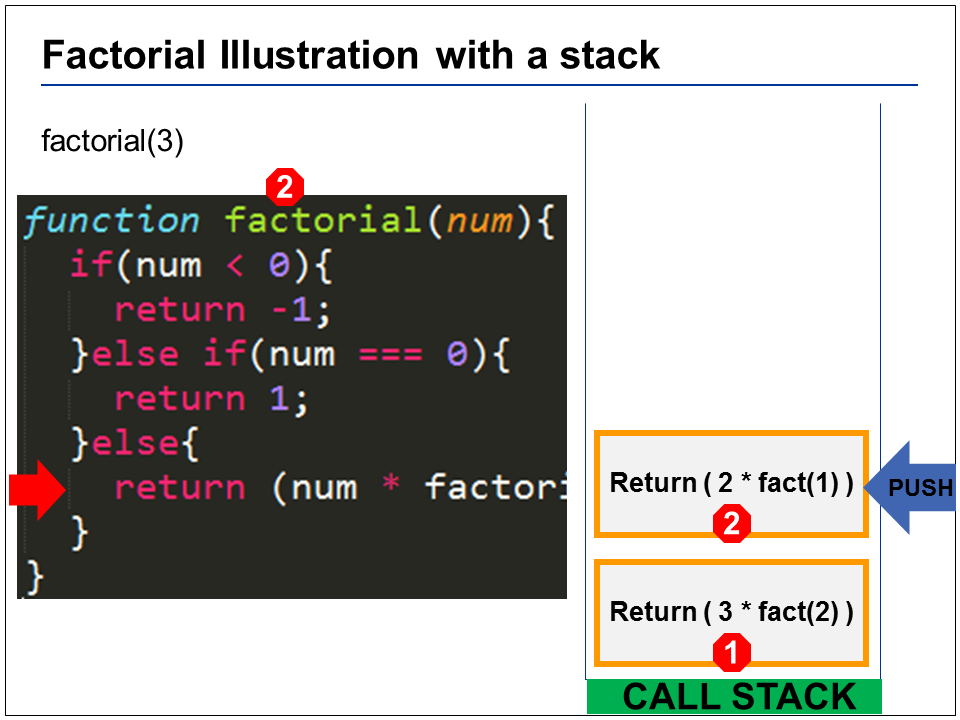 Factorial Illustration with a stack
factorial(3)
2
function factorial(num){
if(num < 0){
return -1;
}else if(num === 0){
return 1;
}else{
return (num * factori
}
}
Return ( 2 * fact(1) )
2
PUSH
Return ( 3 * fact(2) )
1
CALL STACK